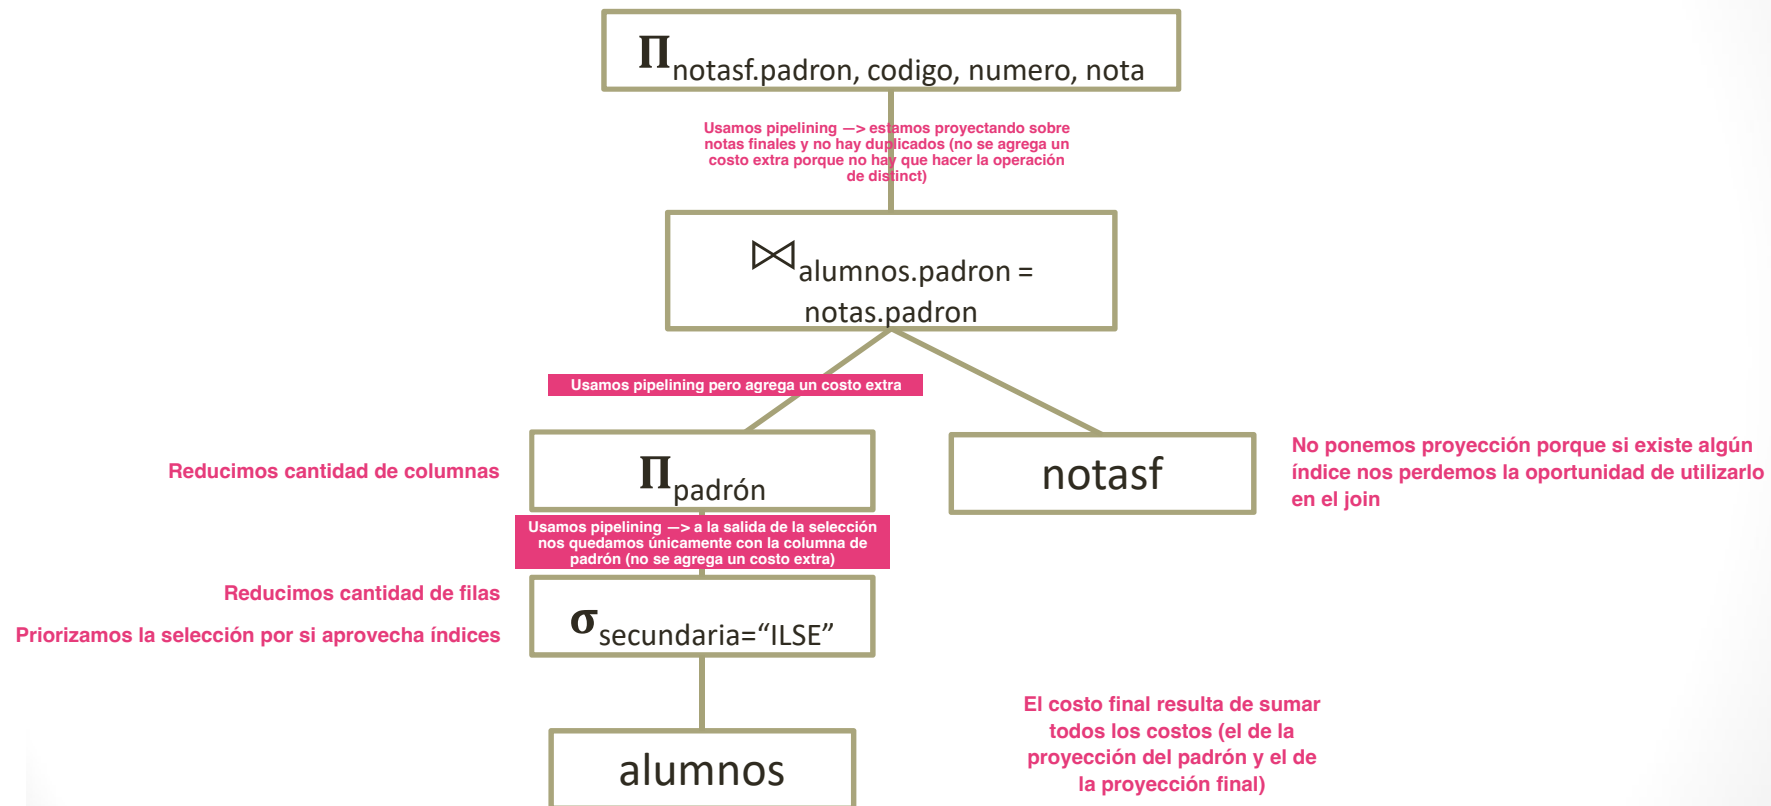 Π notasf.padron, codigo, numero, nota
Usamos pipelining —> estamos proyectando sobre
notas finales y no hay duplicados (no se agrega un
costo extra porque no hay que hacer la operación
de distinct)
⋈ alumnos.padron =
notas.padron
Usamos pipelining pero agrega un costo extra
Reducimos cantidad de columnas
Π padrón
notasf
No ponemos proyección porque si existe algún
índice nos perdemos la oportunidad de utilizarlo
en el join
Usamos pipelining —> a la salida de la selección
nos quedamos únicamente con la columna de
padrón (no se agrega un costo extra)
Reducimos cantidad de filas
Priorizamos la selección por si aprovecha índices
σ secundaria=“ILSE”
alumnos
El costo final resulta de sumar
todos los costos (el de la
proyección del padrón y el de
la proyección final)